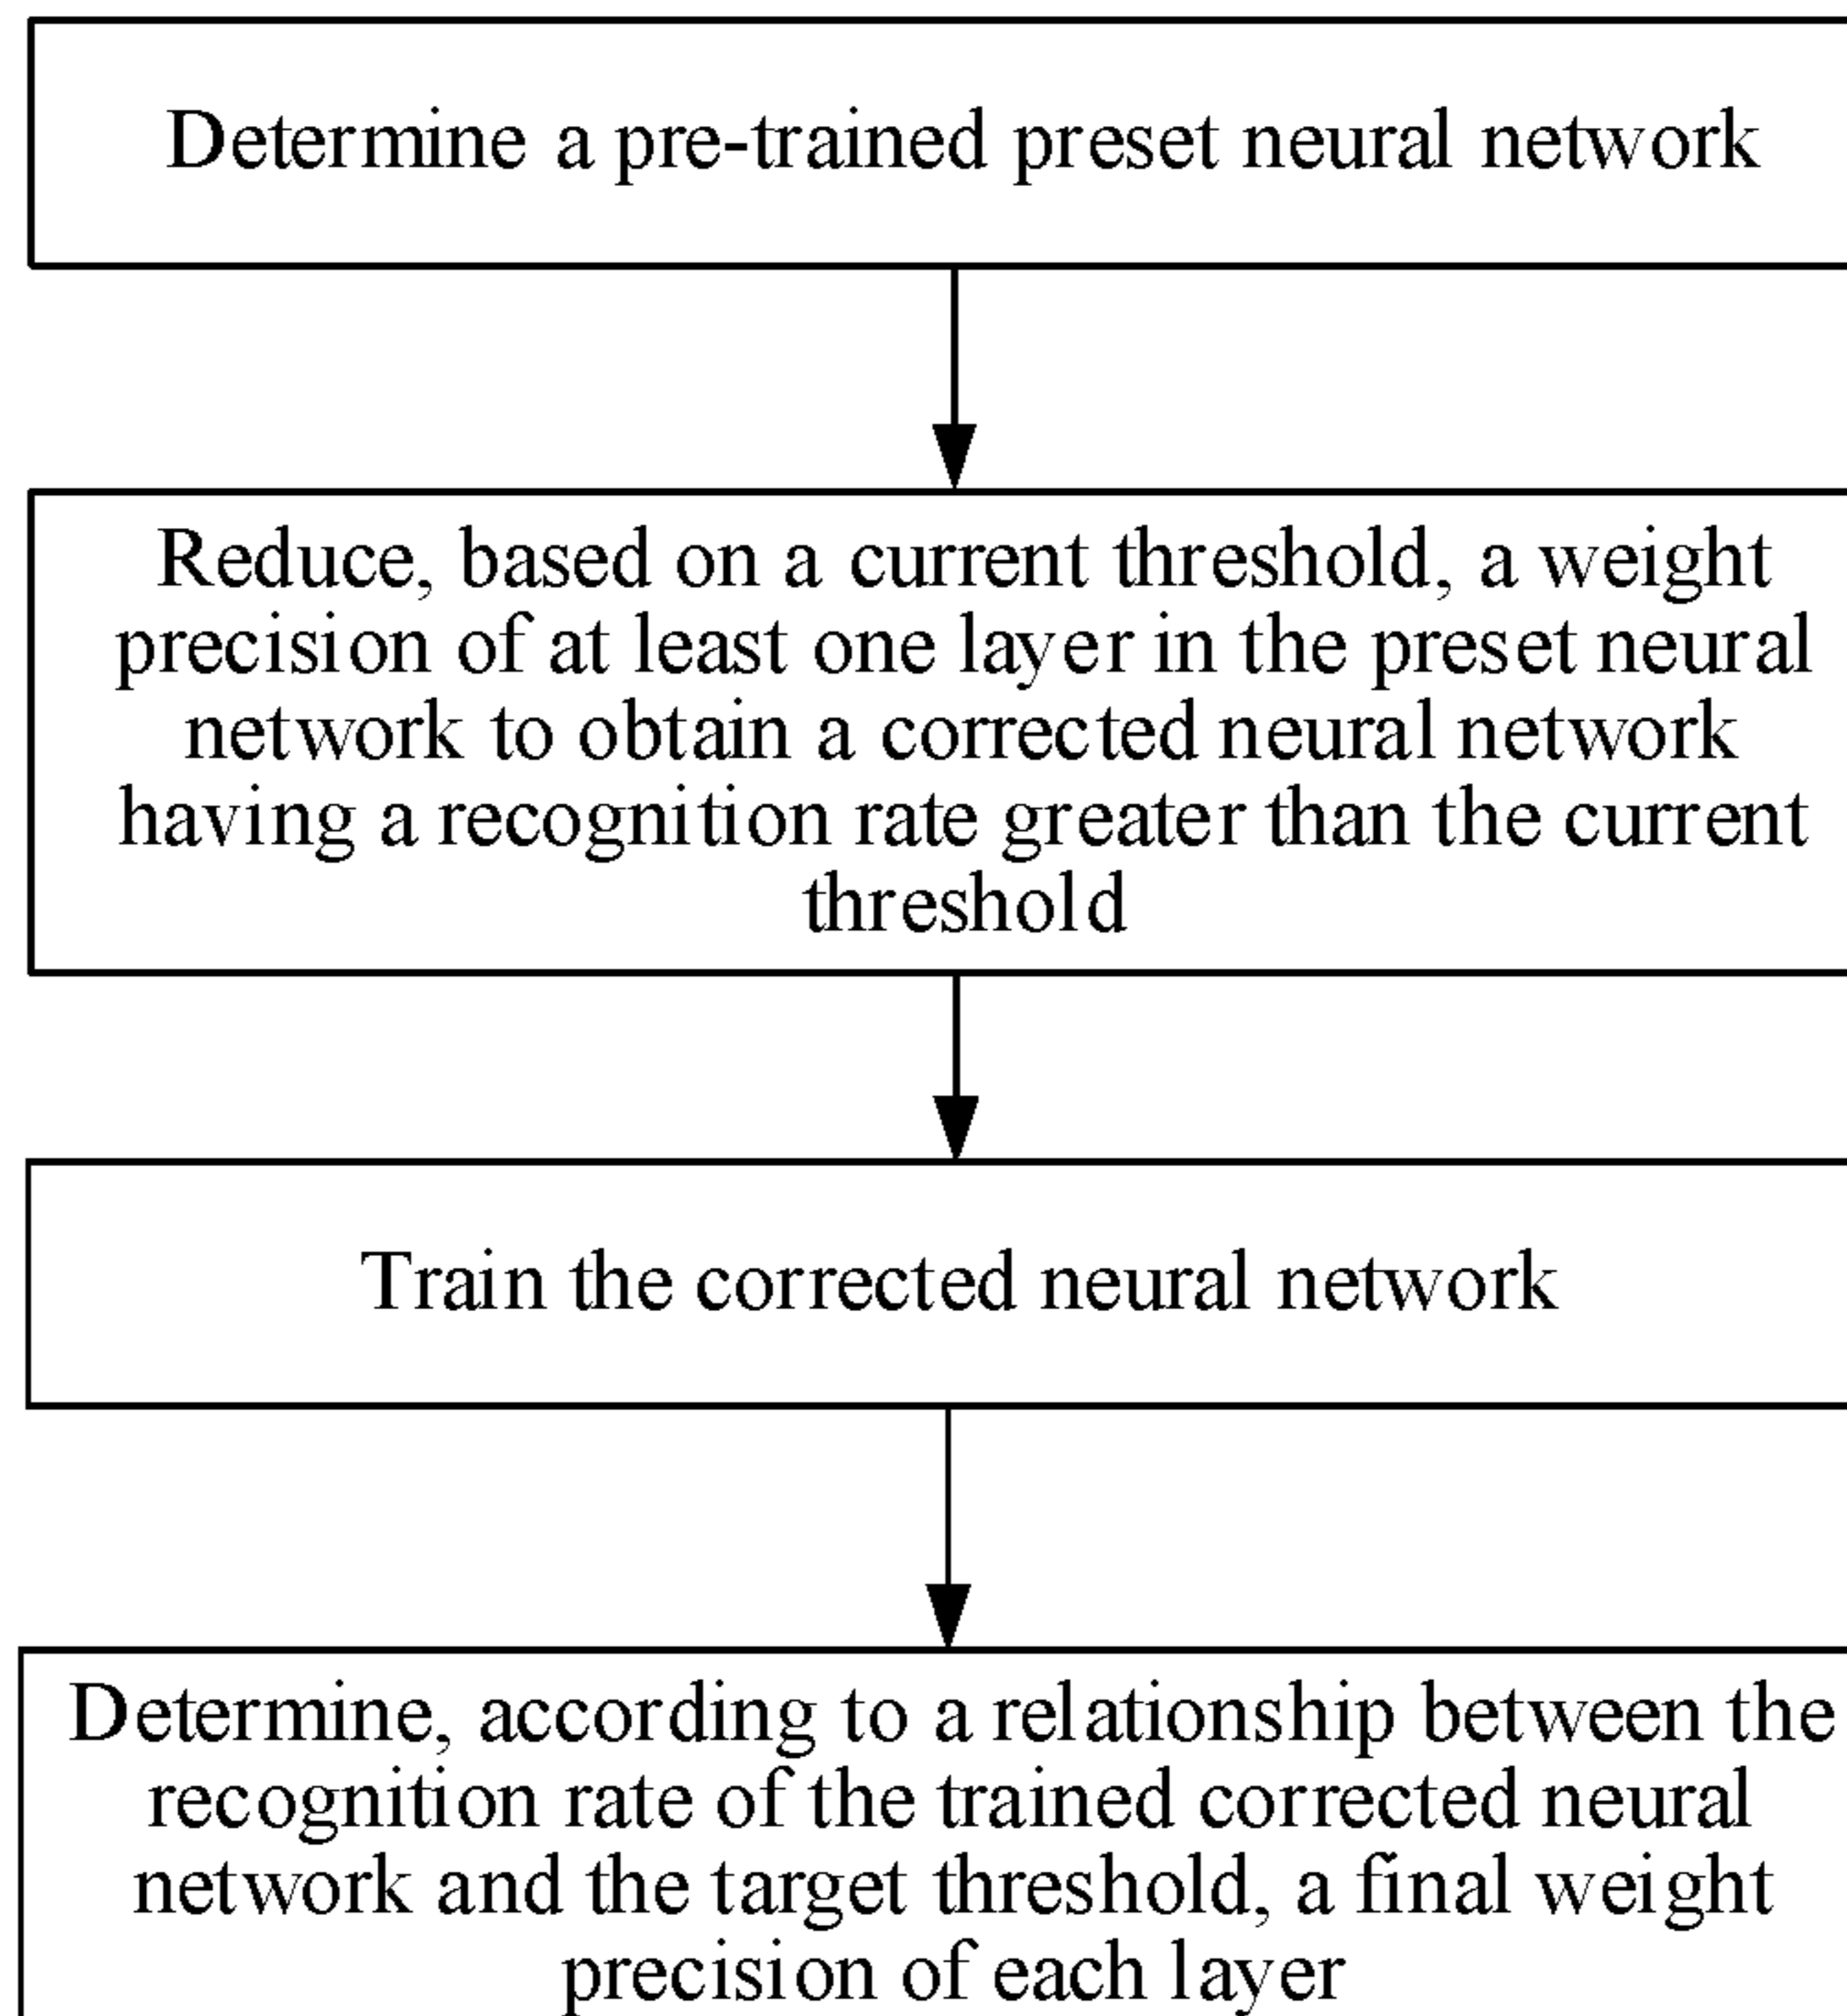 Determine a pre-trained preset neural network
Reduce, based on a current threshold, a weight
precision of at least one layer in the preset neural
network to obtain a corrected neural network
having a recognition rate greater than the current
threshold
Train the corrected neural network
Determine, according to a relationship between the
recognition rate of the trained corrected neural
network and the target threshold, a final weight
precision of each layer